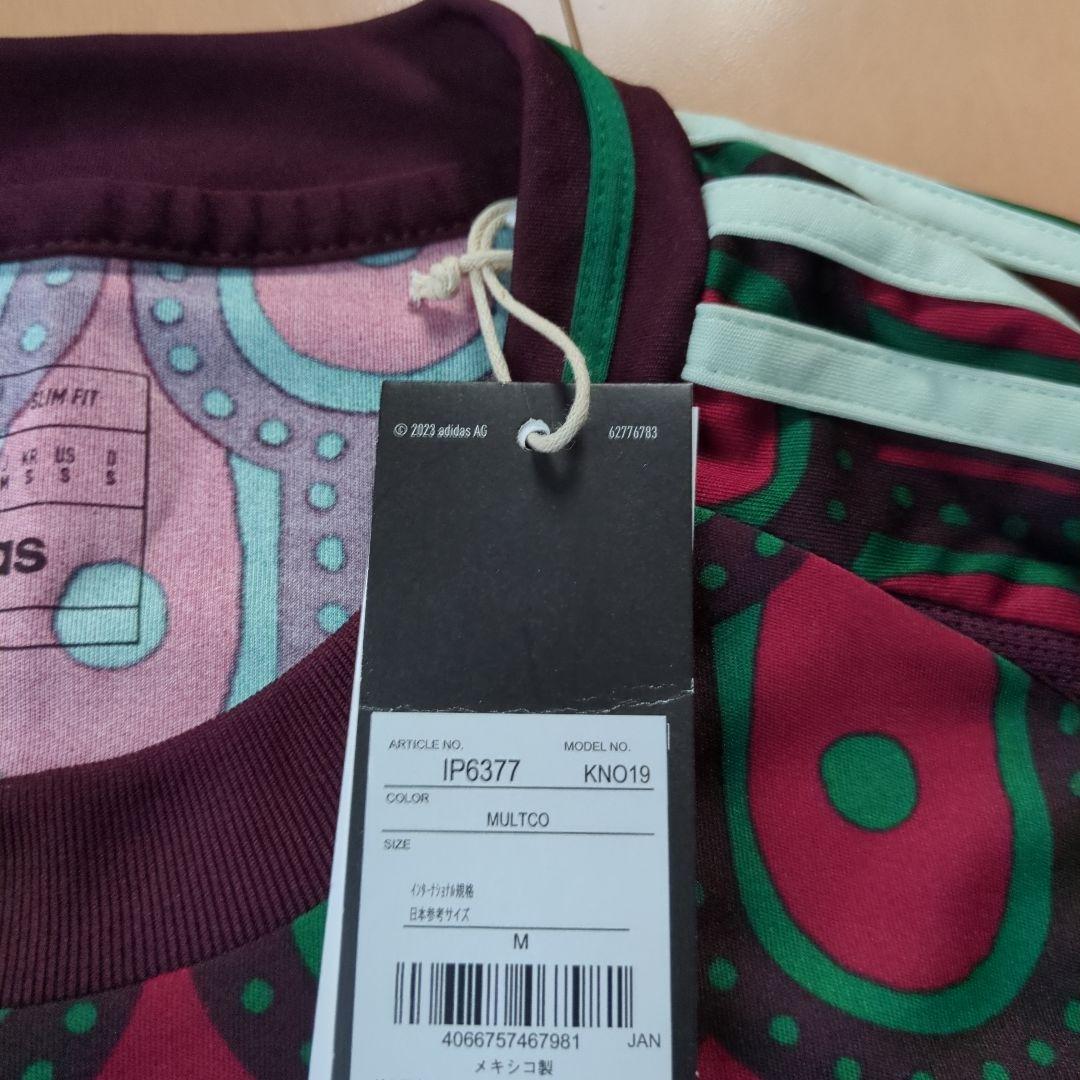 SLIM FIT
J KR US D
M S S S
as
© 2023 adidas AG 62776783
ARTICLE NO. MODEL NO.
IP6377 KNO19
COLOR
MULTCO
SIZE
インターナショナル規格
日本参考サイズ
M
4066757467981 JAN
メキシコ製